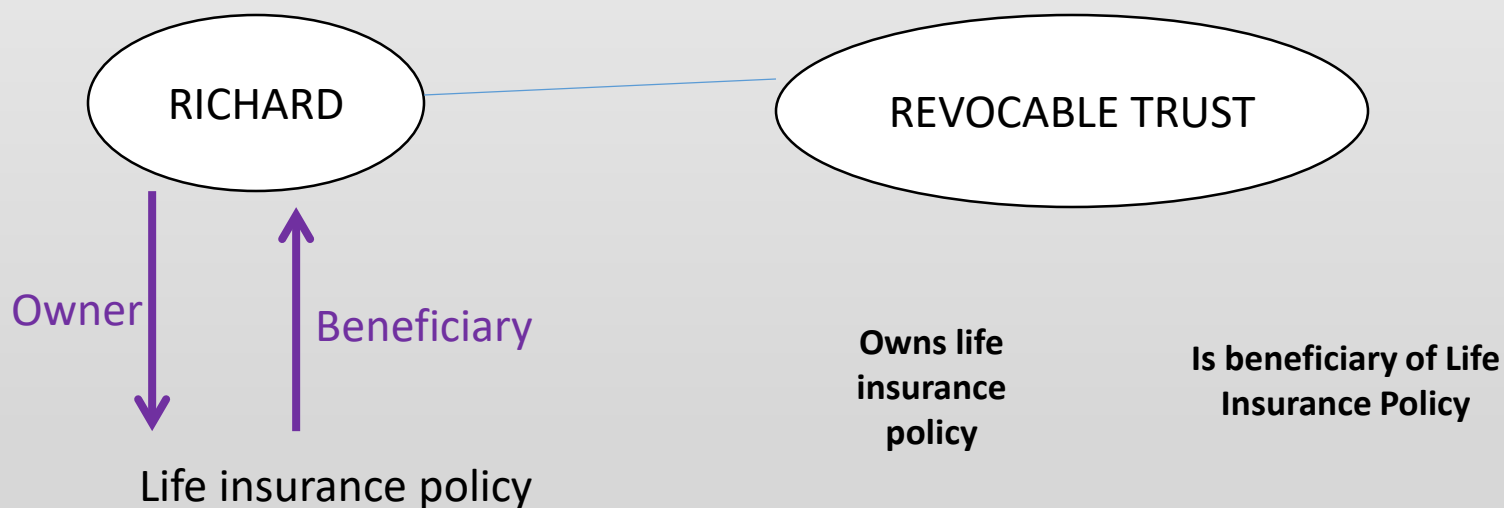 RICHARD
REVOCABLE TRUST
Owner
Beneficiary
Life insurance policy
Owns life
insurance
policy
Is beneficiary of Life
Insurance Policy